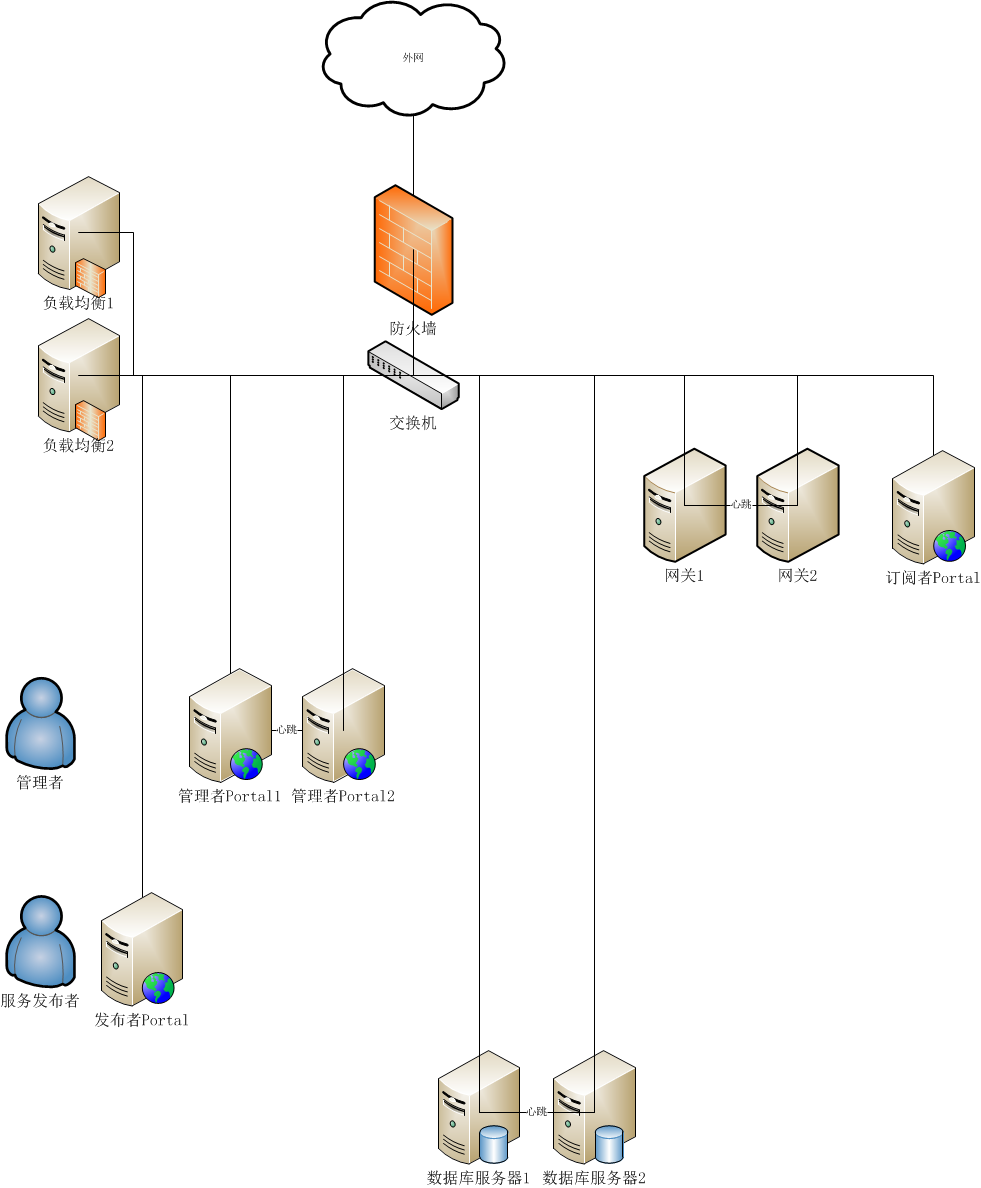 外网
负载均衡1
防火墙
负载均衡2
交换机
心跳
网关1
网关2
订阅者Portal
管理者
心跳
管理者Portal1
管理者Portal2
服务发布者
发布者Portal
心跳
数据库服务器1
数据库服务器2